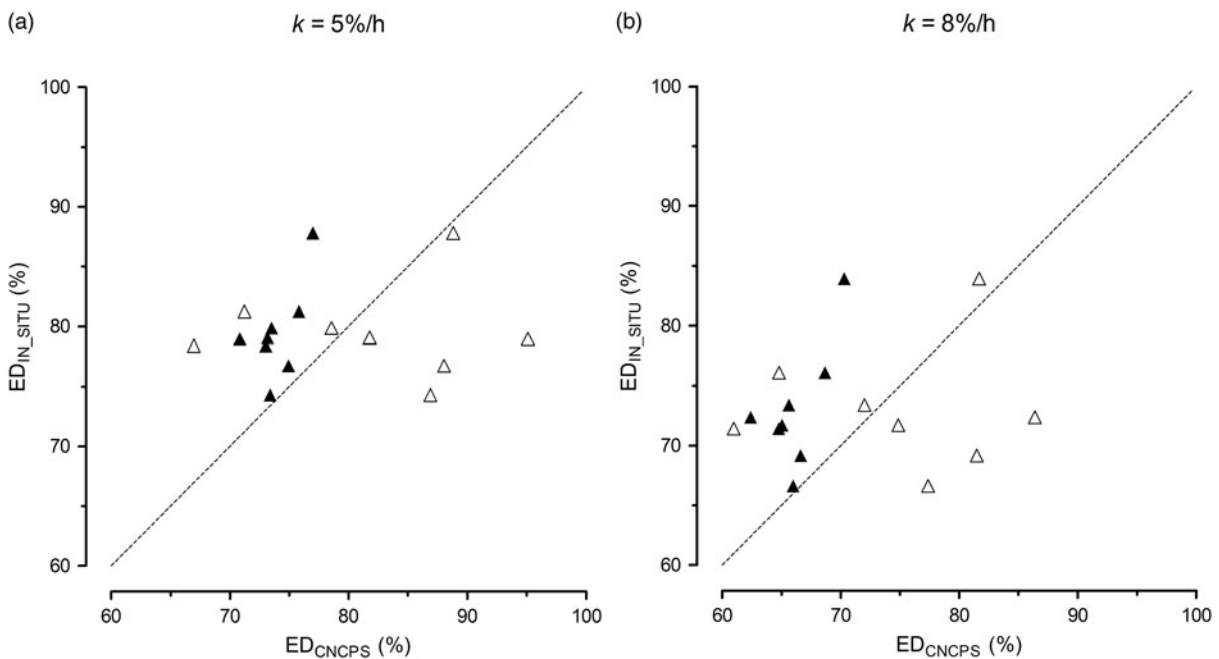 (a) k = 5%/h
100
90
80
70
60
ED_IN_SITU (%)
60 70 80 90 100
ED_CNCPS (%)
(b) k = 8%/h
100
90
80
70
60
ED_IN_SITU (%)
60 70 80 90 100
ED_CNCPS (%)